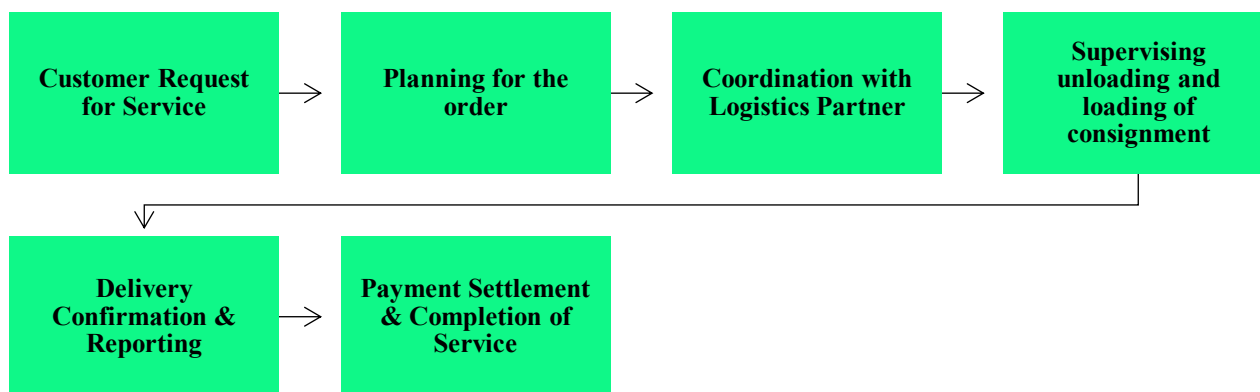 Customer Request
for Service
Planning for the
order
Coordination with
Logistics Partner
Supervising
unloading and
loading of
consignment
Delivery
Confirmation &
Reporting
Payment Settlement
& Completion of
Service